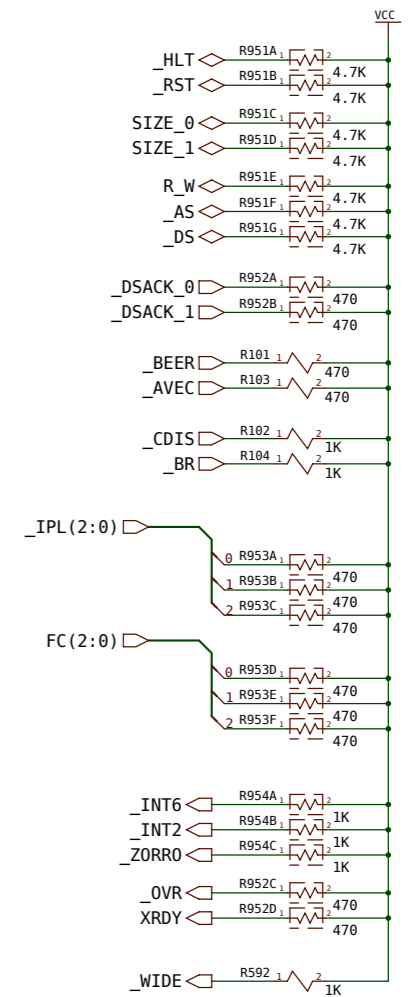 VCC
_HLT R951A 1 2 4.7K
_RST R951B 1 2 4.7K
SIZE_0 R951C 1 2 4.7K
SIZE_1 R951D 1 2 4.7K
R_W R951E 1 2 4.7K
_AS R951F 1 2 4.7K
_DS R951G 1 2 4.7K
_DSACK_0 R952A 1 2 470
_DSACK_1 R952B 1 2 470
_BEER R101 1 2 470
_AVEC R103 1 2 470
_CDIS R102 1 2 1K
_BR R104 1 2 1K
_IPL(2:0)
0 R953A 1 2 470
1 R953B 1 2 470
2 R953C 1 2 470
FC(2:0)
0 R953D 1 2 470
1 R953E 1 2 470
2 R953F 1 2 470
_INT6 R954A 1 2 1K
_INT2 R954B 1 2 1K
_ZORRO R954C 1 2 1K
_OVR R952C 1 2 470
XRDY R952D 1 2 470
_WIDE R592 1 2 1K